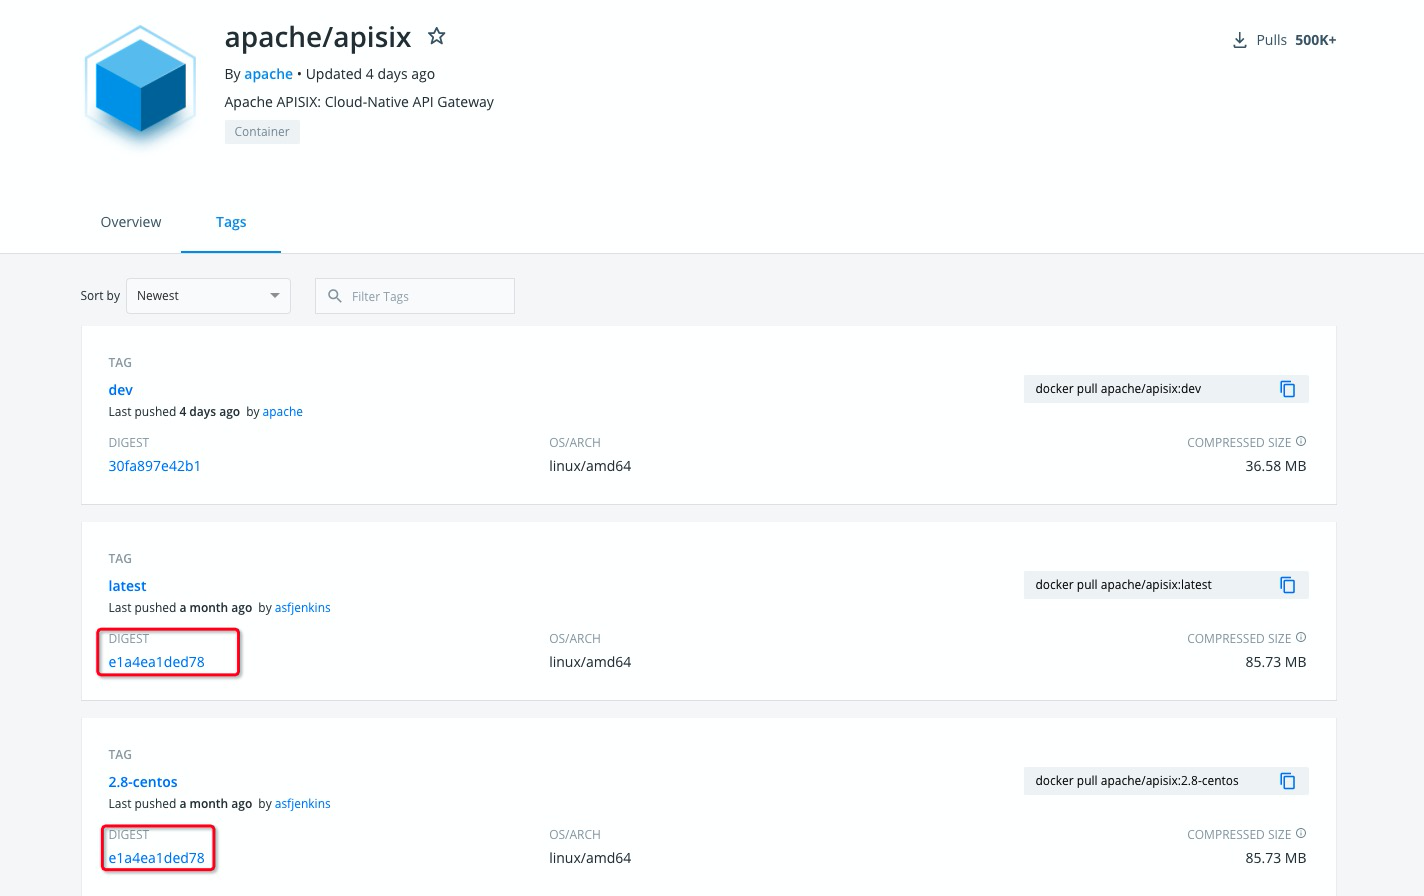 apache/apisix
Pulls 500K+
By apache • Updated 4 days ago
Apache APISIX: Cloud-Native API Gateway
Container
Overview Tags
Sort by Newest Filter Tags
TAG
dev
docker pull apache/apisix:dev
Last pushed 4 days ago by apache
DIGEST OS/ARCH COMPRESSED SIZE
30fa897e42b1 linux/amd64 36.58 MB
TAG
latest
docker pull apache/apisix:latest
Last pushed a month ago by asfjenkins
DIGEST OS/ARCH COMPRESSED SIZE
e1a4ea1ded78 linux/amd64 85.73 MB
TAG
2.8-centos
docker pull apache/apisix:2.8-centos
Last pushed a month ago by asfjenkins
DIGEST OS/ARCH COMPRESSED SIZE
e1a4ea1ded78 linux/amd64 85.73 MB